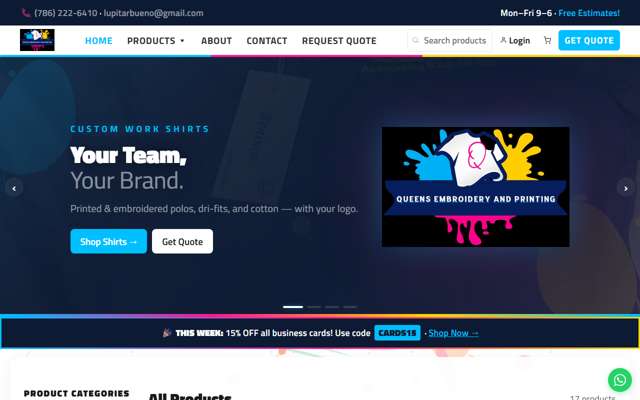 (786) 222-6410 · lupitarbueno@gmail.com
Mon–Fri 9–6 · Free Estimates!
HOME PRODUCTS ▼ ABOUT CONTACT REQUEST QUOTE
Search products
Login
GET QUOTE
CUSTOM WORK SHIRTS
Your Team,
Your Brand.
Printed & embroidered polos, dri-fits, and cotton — with your logo.
Shop Shirts →
Get Quote
Q
QUEENS EMBROIDERY AND PRINTING
🎉 THIS WEEK: 15% OFF all business cards! Use code CARDS15 · Shop Now →
PRODUCT CATEGORIES
All Products
17 products